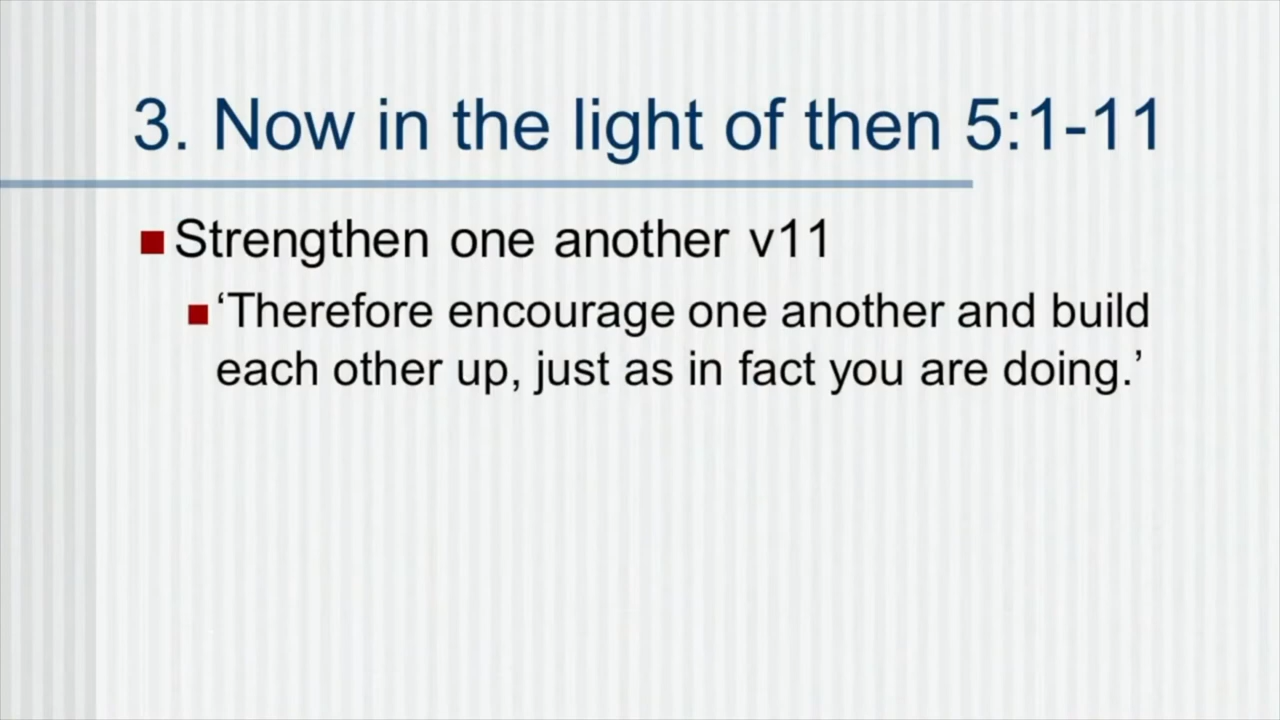 3. Now in the light of then 5:1-11
Strengthen one another v11
‘Therefore encourage one another and build
each other up, just as in fact you are doing.’